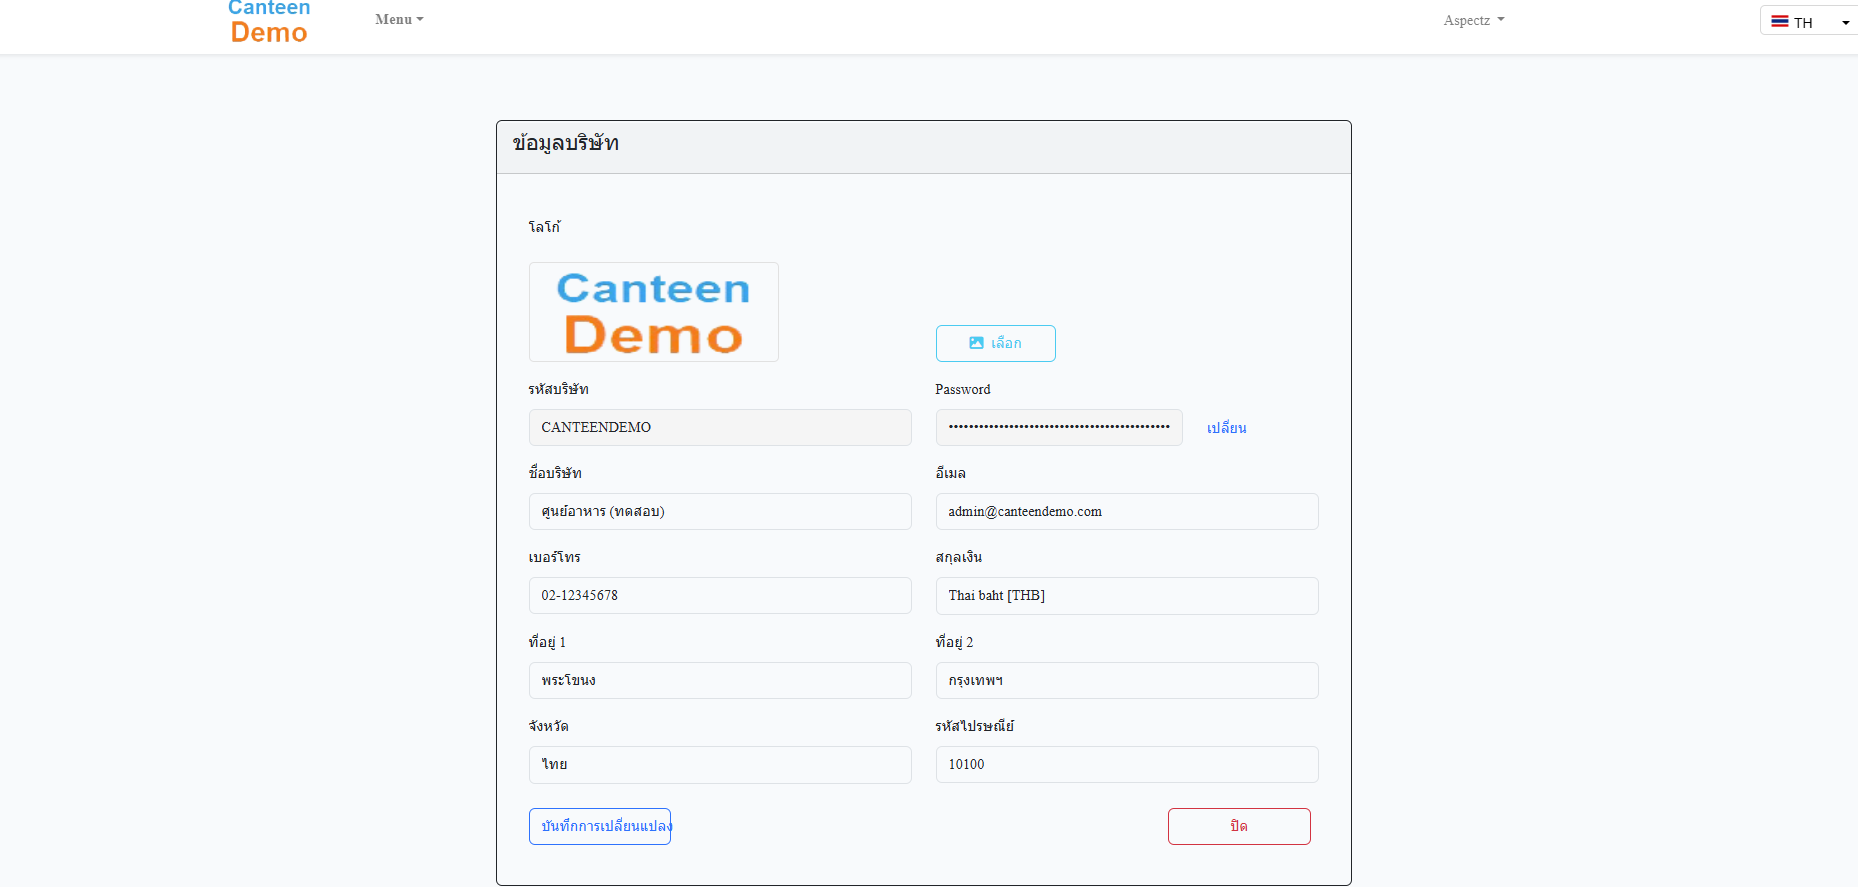 Canteen
Demo
Menu
Aspectz
TH
ข้อมูลบริษัท
โลโก้
Canteen
Demo
เลือก
รหัสบริษัท
Password
CANTEENDEMO
••••••••••••••••••••••••••••••••••••••••••••
เปลี่ยน
ชื่อบริษัท
อีเมล
ศูนย์อาหาร (ทดสอบ)
admin@canteendemo.com
เบอร์โทร
สกุลเงิน
02-12345678
Thai baht [THB]
ที่อยู่ 1
ที่อยู่ 2
พระโขนง
กรุงเทพฯ
จังหวัด
รหัสไปรษณีย์
ไทย
10100
บันทึกการเปลี่ยนแปลง
ปิด